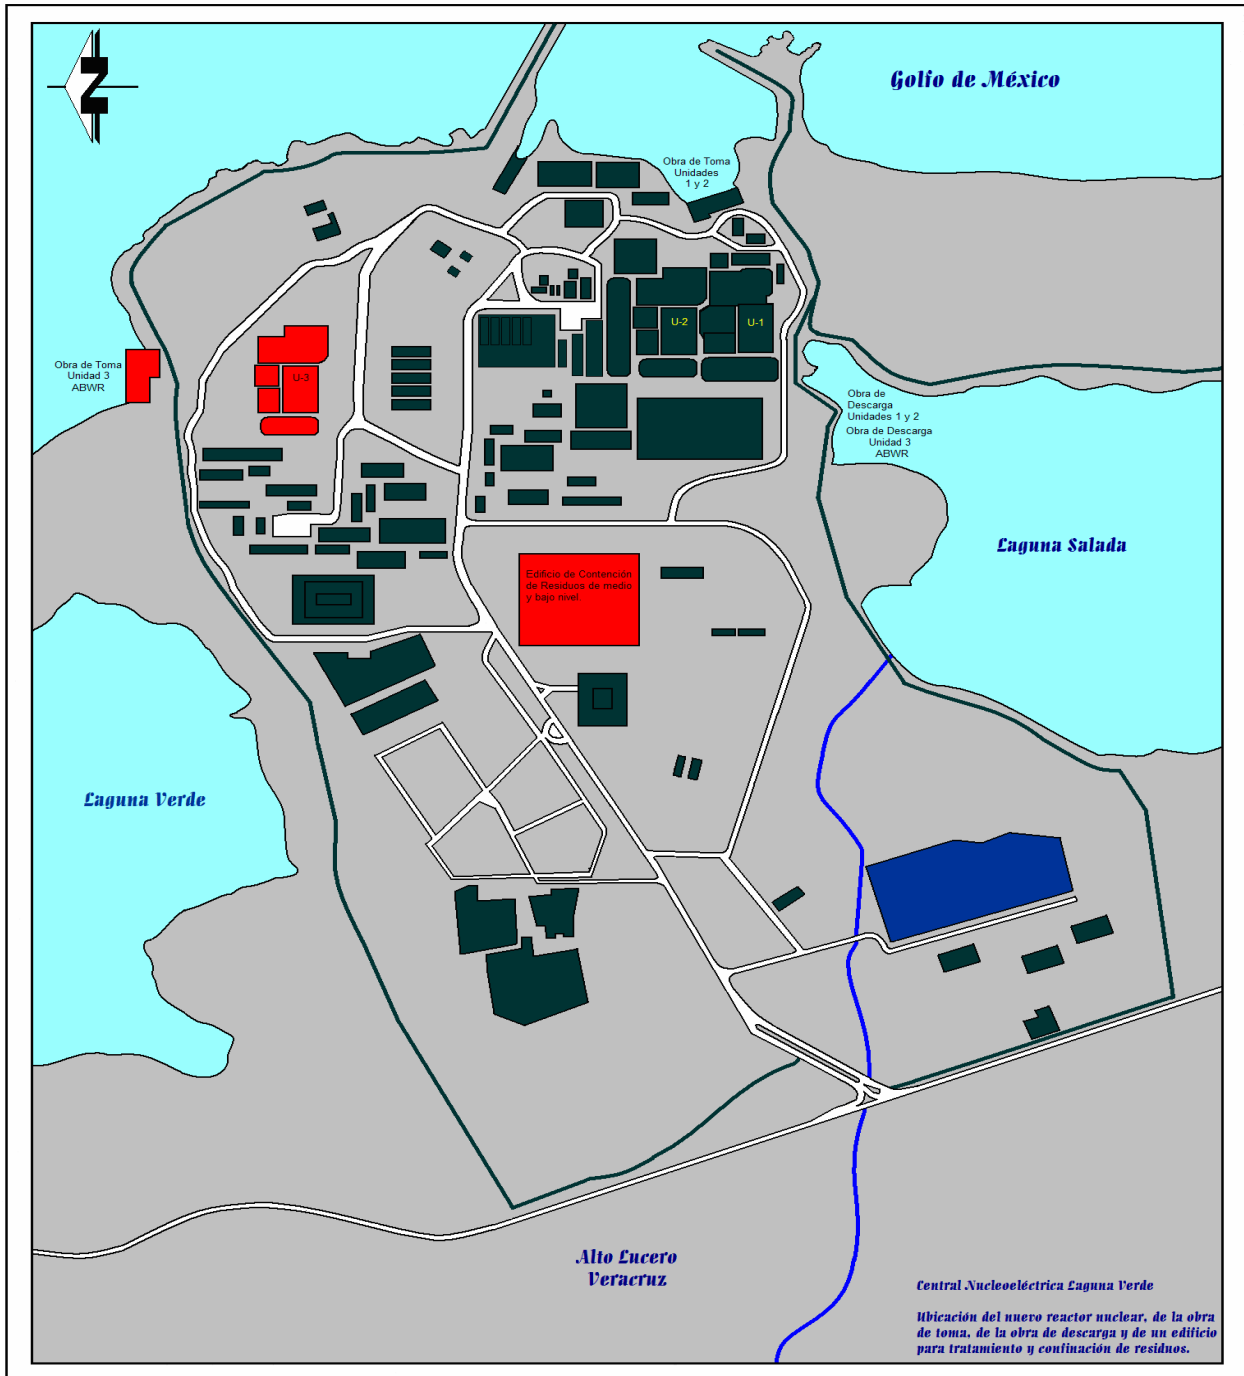 N
Golfo de México
Obra de Toma
Unidades
1 y 2
U-2
U-1
Obra de Toma
Unidad 3
ABWR
U-3
Obra de
Descarga
Unidades 1 y 2
Obra de Descarga
Unidad 3
ABWR
Laguna Salada
Edificio de Contención
de Residuos de medio
y bajo nivel.
Laguna Verde
Alto Lucero
Veracruz
Central Nucleoeléctrica Laguna Verde
Ubicación del nuevo reactor nuclear, de la obra
de toma, de la obra de descarga y de un edificio
para tratamiento y confinación de residuos.